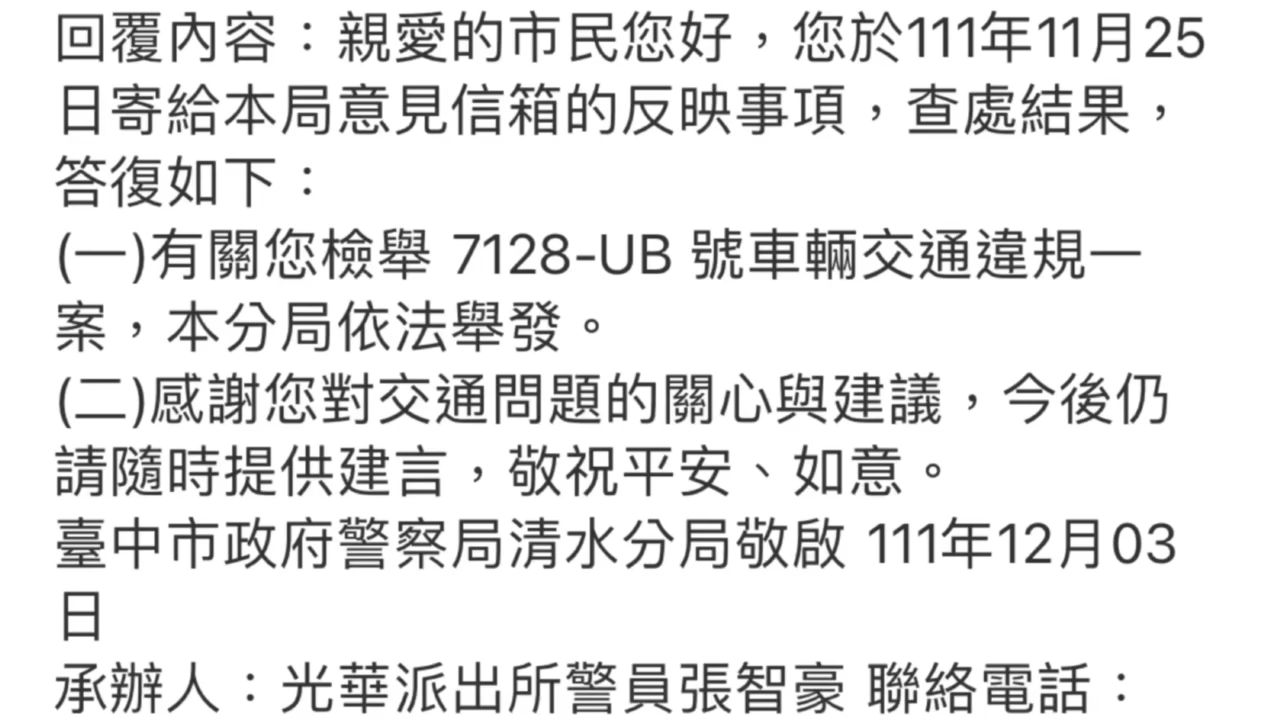 回覆內容：親愛的市民您好，您於111年11月25
日寄給本局意見信箱的反映事項，查處結果，
答復如下：
(一)有關您檢舉 7128-UB 號車輛交通違規一
案，本分局依法舉發。
(二)感謝您對交通問題的關心與建議，今後仍
請隨時提供建言，敬祝平安、如意。
臺中市政府警察局清水分局敬啟 111年12月03
日
承辦人：光華派出所警員張智豪 聯絡電話：